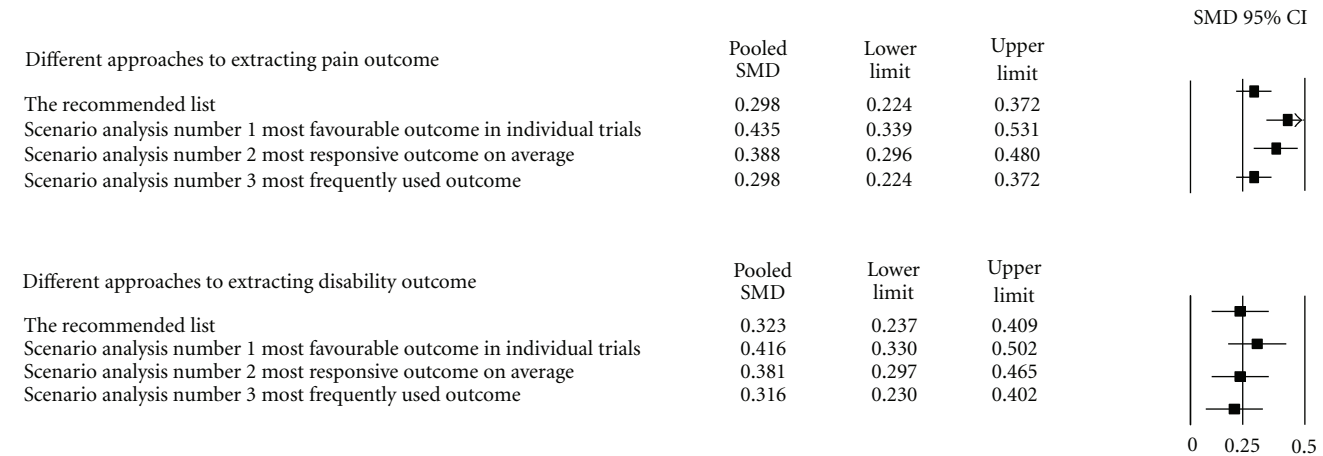 SMD 95% CI
Different approaches to extracting pain outcome Pooled SMD Lower limit Upper limit
The recommended list 0.298 0.224 0.372
Scenario analysis number 1 most favourable outcome in individual trials 0.435 0.339 0.531
Scenario analysis number 2 most responsive outcome on average 0.388 0.296 0.480
Scenario analysis number 3 most frequently used outcome 0.298 0.224 0.372
Different approaches to extracting disability outcome Pooled SMD Lower limit Upper limit
The recommended list 0.323 0.237 0.409
Scenario analysis number 1 most favourable outcome in individual trials 0.416 0.330 0.502
Scenario analysis number 2 most responsive outcome on average 0.381 0.297 0.465
Scenario analysis number 3 most frequently used outcome 0.316 0.230 0.402
0 0.25 0.5